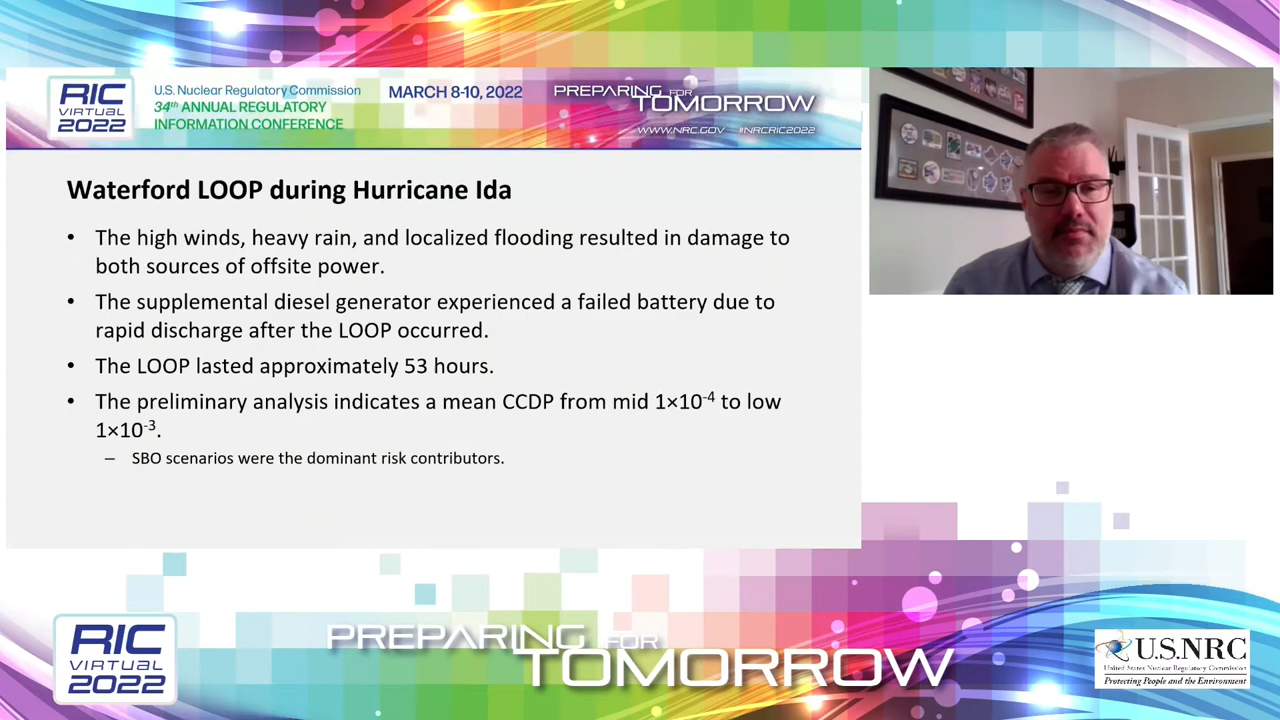 RIC
VIRTUAL
2022
U.S. Nuclear Regulatory Commission
34th ANNUAL REGULATORY
INFORMATION CONFERENCE
MARCH 8-10, 2022
PREPARING FOR
TOMORROW
WWW.NRC.GOV #NRCRIC2022
Waterford LOOP during Hurricane Ida
• The high winds, heavy rain, and localized flooding resulted in damage to
both sources of offsite power.
• The supplemental diesel generator experienced a failed battery due to
rapid discharge after the LOOP occurred.
• The LOOP lasted approximately 53 hours.
• The preliminary analysis indicates a mean CCDP from mid 1×10⁻⁴ to low
1×10⁻³.
– SBO scenarios were the dominant risk contributors.
RIC
VIRTUAL
2022
PREPARING FOR
TOMORROW
U.S.NRC
United States Nuclear Regulatory Commission
Protecting People and the Environment